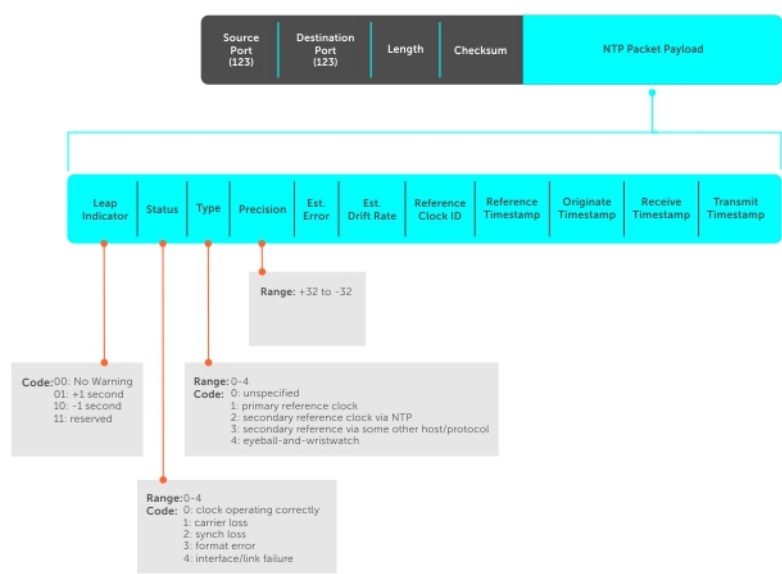 Source Port (123)
Destination Port (123)
Length
Checksum
NTP Packet Payload
Leap Indicator
Status
Type
Precision
Est. Error
Est. Drift Rate
Reference Clock ID
Reference Timestamp
Originate Timestamp
Receive Timestamp
Transmit Timestamp
Range: +32 to -32
Code: 00: No Warning
01: +1 second
10: -1 second
11: reserved
Range: 0-4
Code: 0: unspecified
1: primary reference clock
2: secondary reference clock via NTP
3: secondary reference via some other host/protocol
4: eyeball-and-wristwatch
Range: 0-4
Code: 0: clock operating correctly
1: carrier loss
2: synch loss
3: format error
4: interface/link failure